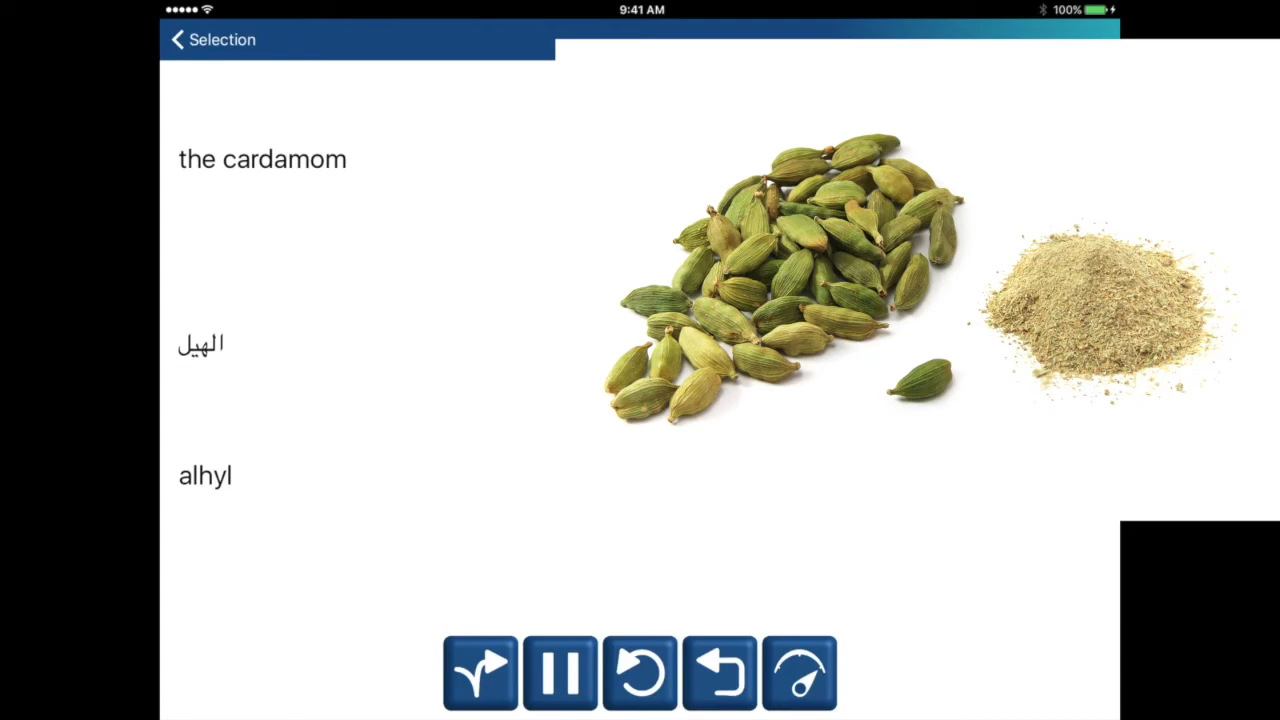 9:41 AM
100%
Selection
the cardamom
الهيل
alhyl